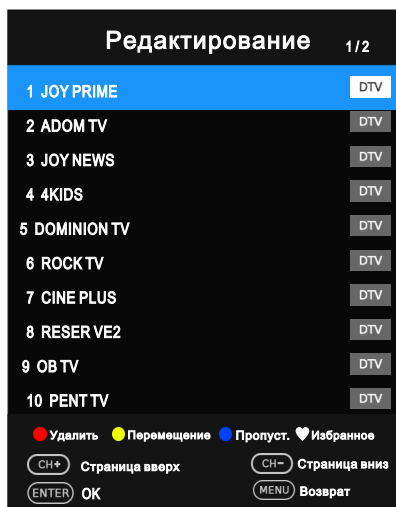 Редактирование 1/2
1 JOY PRIME DTV
2 ADOM TV DTV
3 JOY NEWS DTV
4 4KIDS DTV
5 DOMINION TV DTV
6 ROCK TV DTV
7 CINE PLUS DTV
8 RESER VE2 DTV
9 OB TV DTV
10 PENT TV DTV
Удалить Перемещение Пропуст. Избранное
CH+ Страница вверх CH- Страница вниз
ENTER OK MENU Возврат